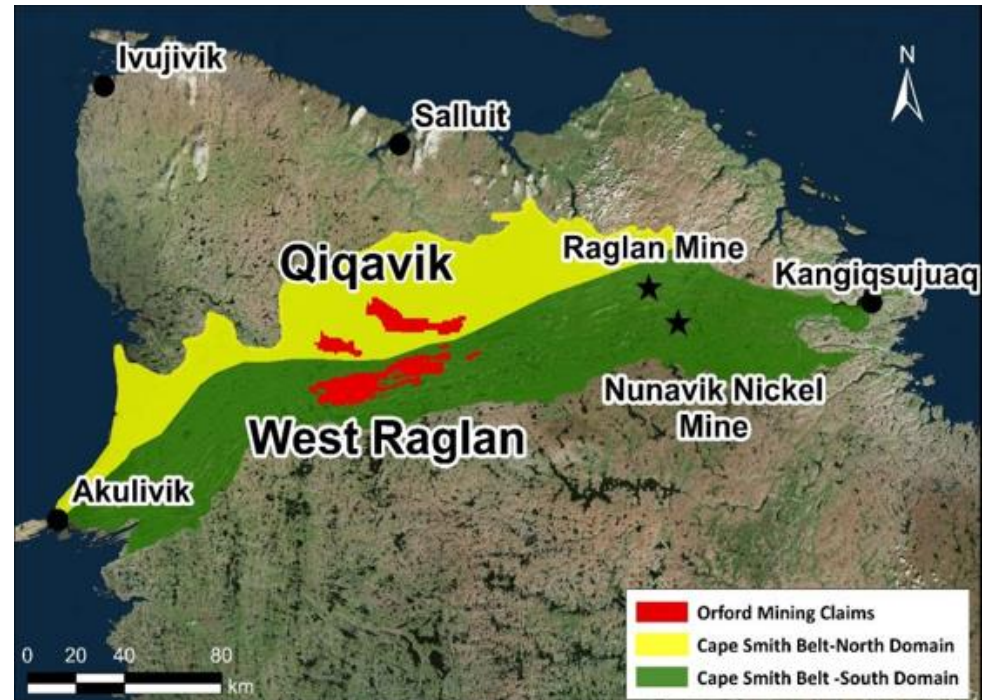 Ivujivik
N
Salluit
Qiqavik
Raglan Mine
Kangiqsujuaq
Nunavik Nickel
Mine
West Raglan
Akulivik
0 20 40 80
km
Orford Mining Claims
Cape Smith Belt-North Domain
Cape Smith Belt -South Domain